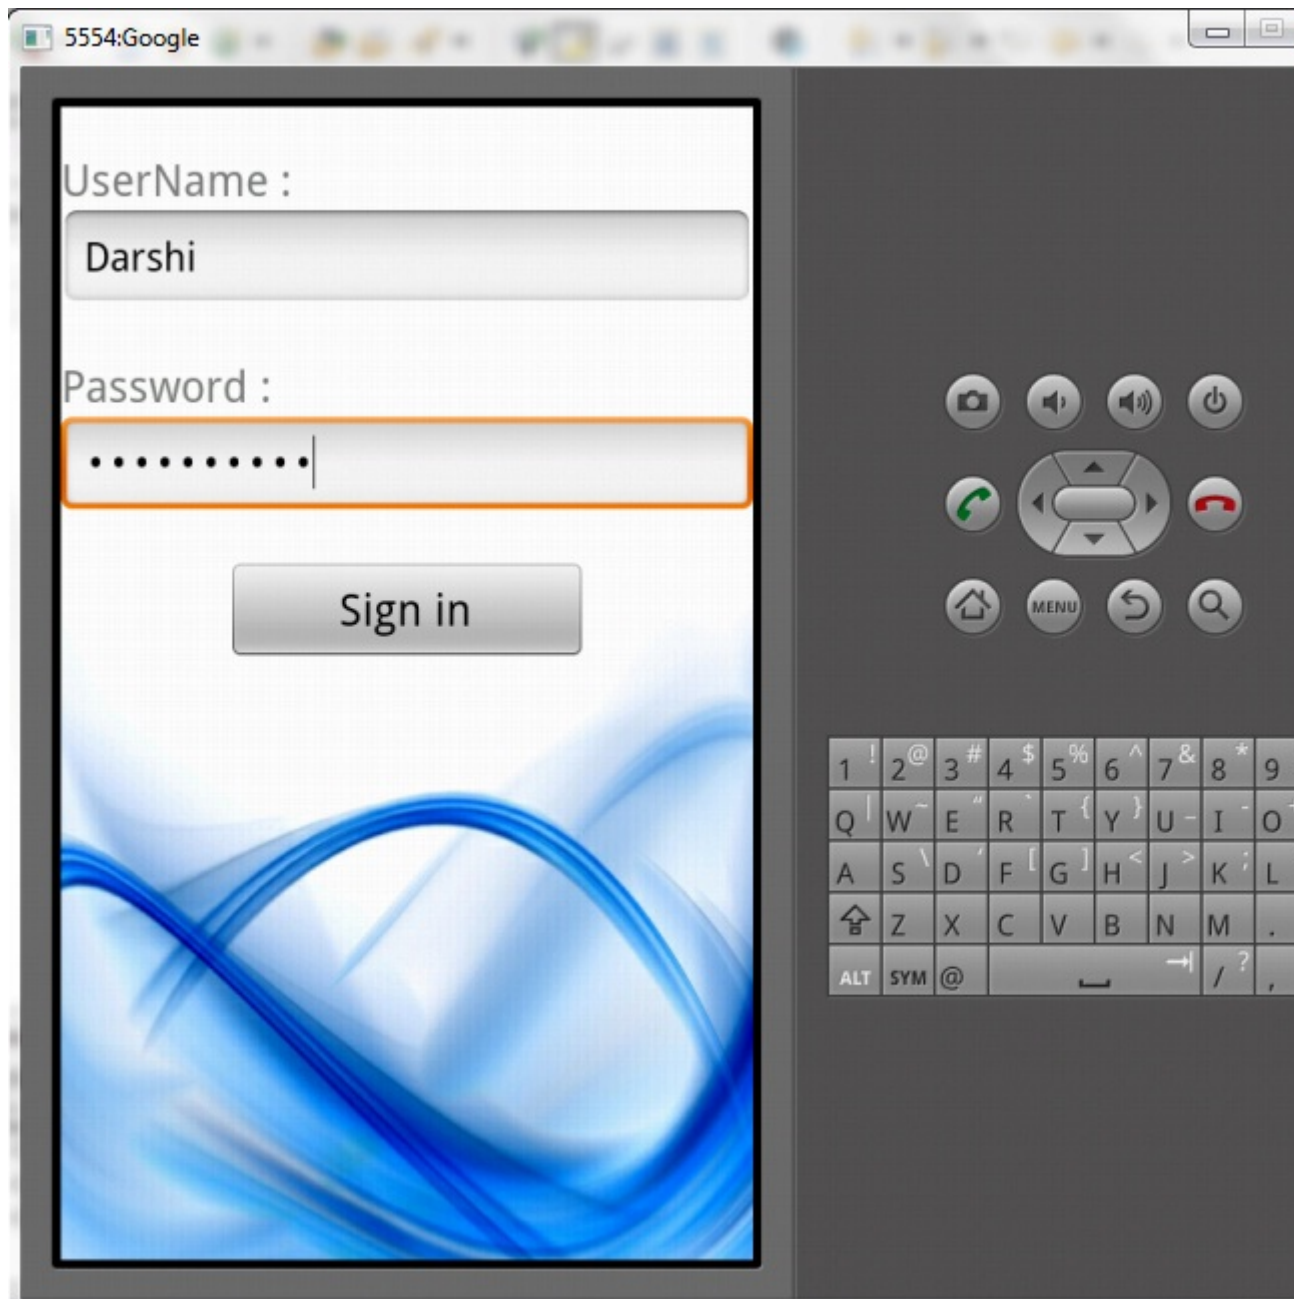 5554:Google
UserName :
Darshi
Password :
••••••••••
Sign in
MENU
1 ! 2 @ 3 # 4 $ 5 % 6 ^ 7 & 8 * 9
Q | W ~ E " R ` T { Y } U _ I - O
A S \ D ' F [ G ] H < J > K ; L
Z X C V B N M .
ALT SYM @ / ? ,